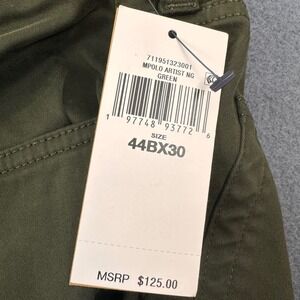 711951323001
MPOLO ARTIST NG
GREEN
1 97748 93772 6
SIZE
44BX30
MSRP $125.00